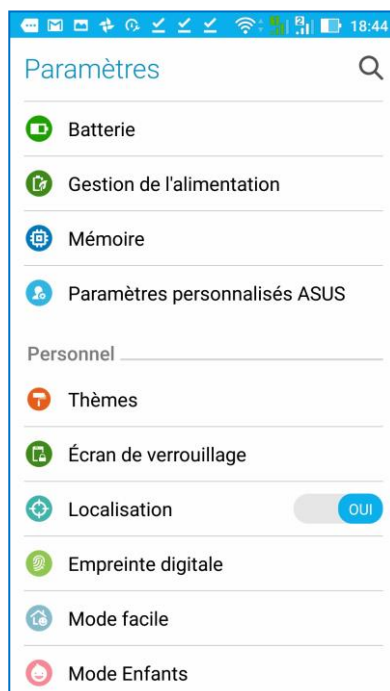 18:44
Paramètres
Batterie
Gestion de l'alimentation
Mémoire
Paramètres personnalisés ASUS
Personnel
Thèmes
Écran de verrouillage
Localisation OUI
Empreinte digitale
Mode facile
Mode Enfants